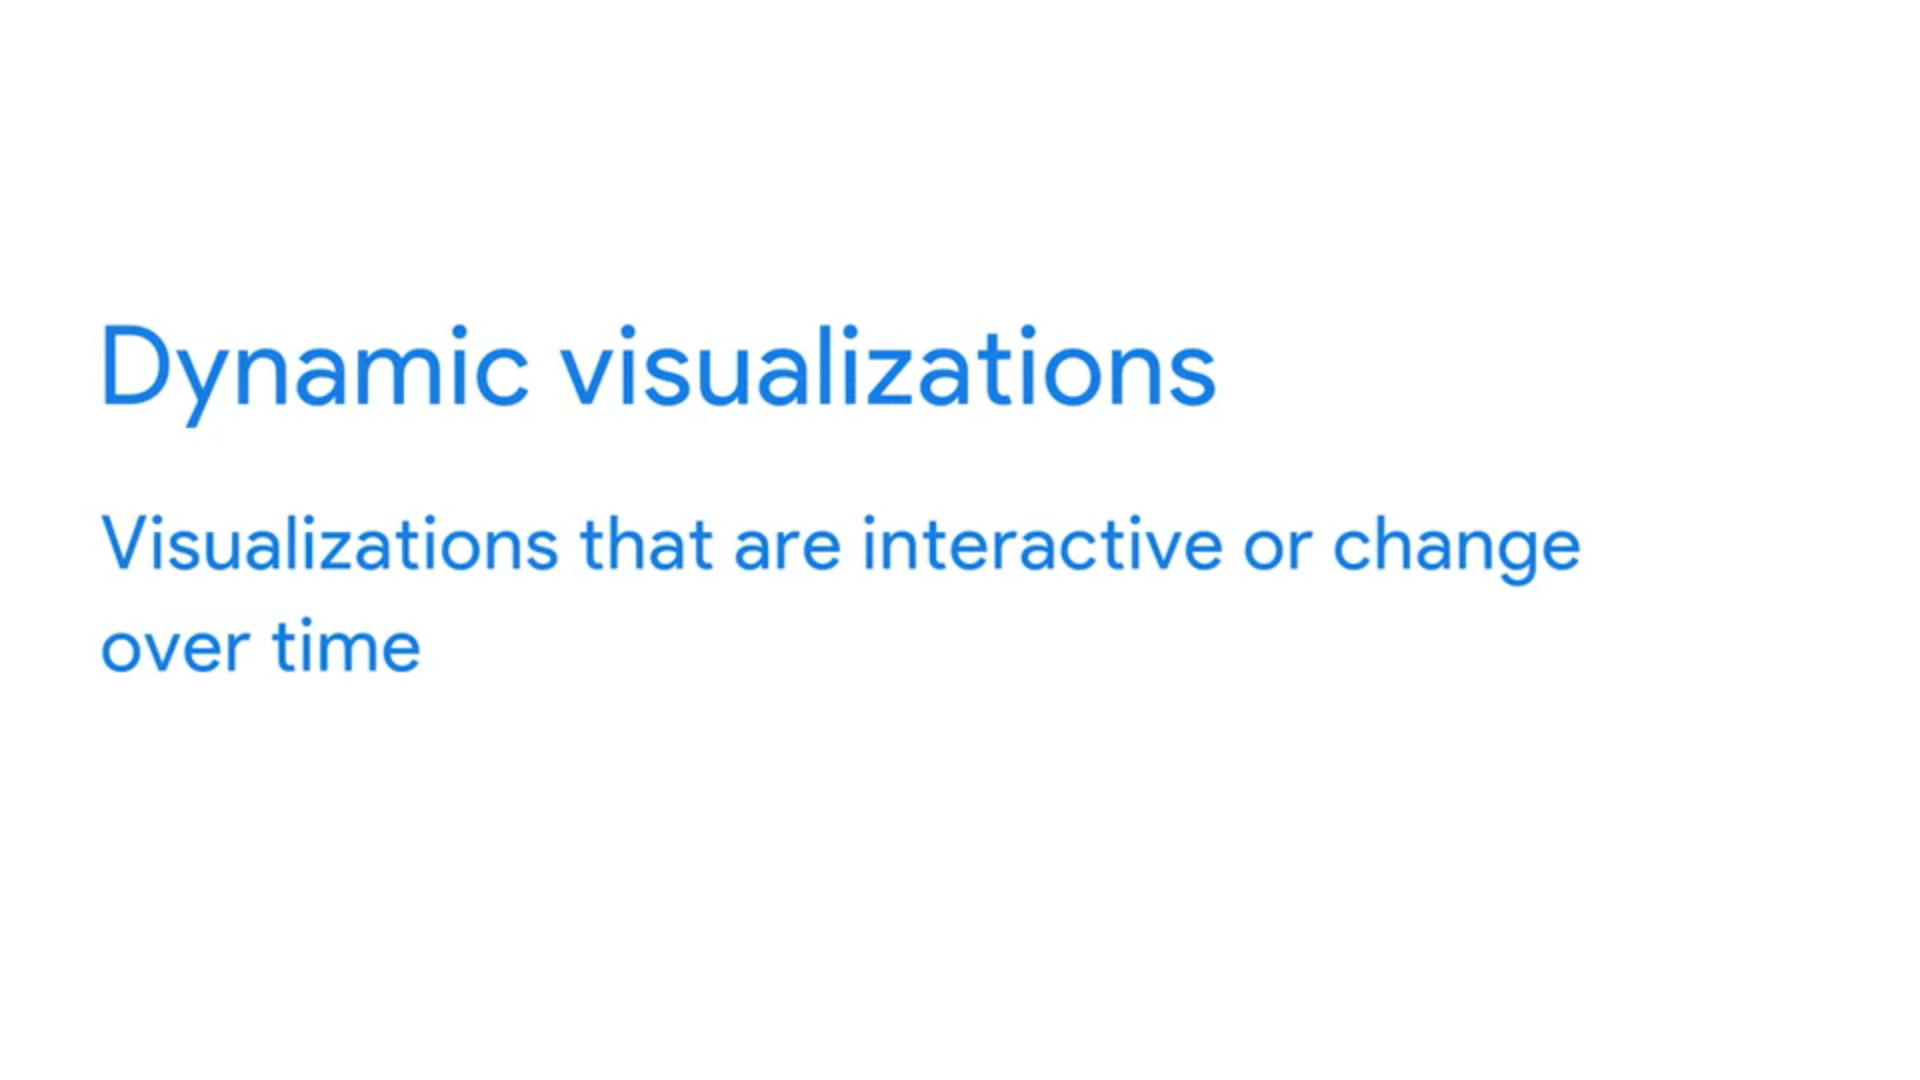 Dynamic visualizations
Visualizations that are interactive or change
over time